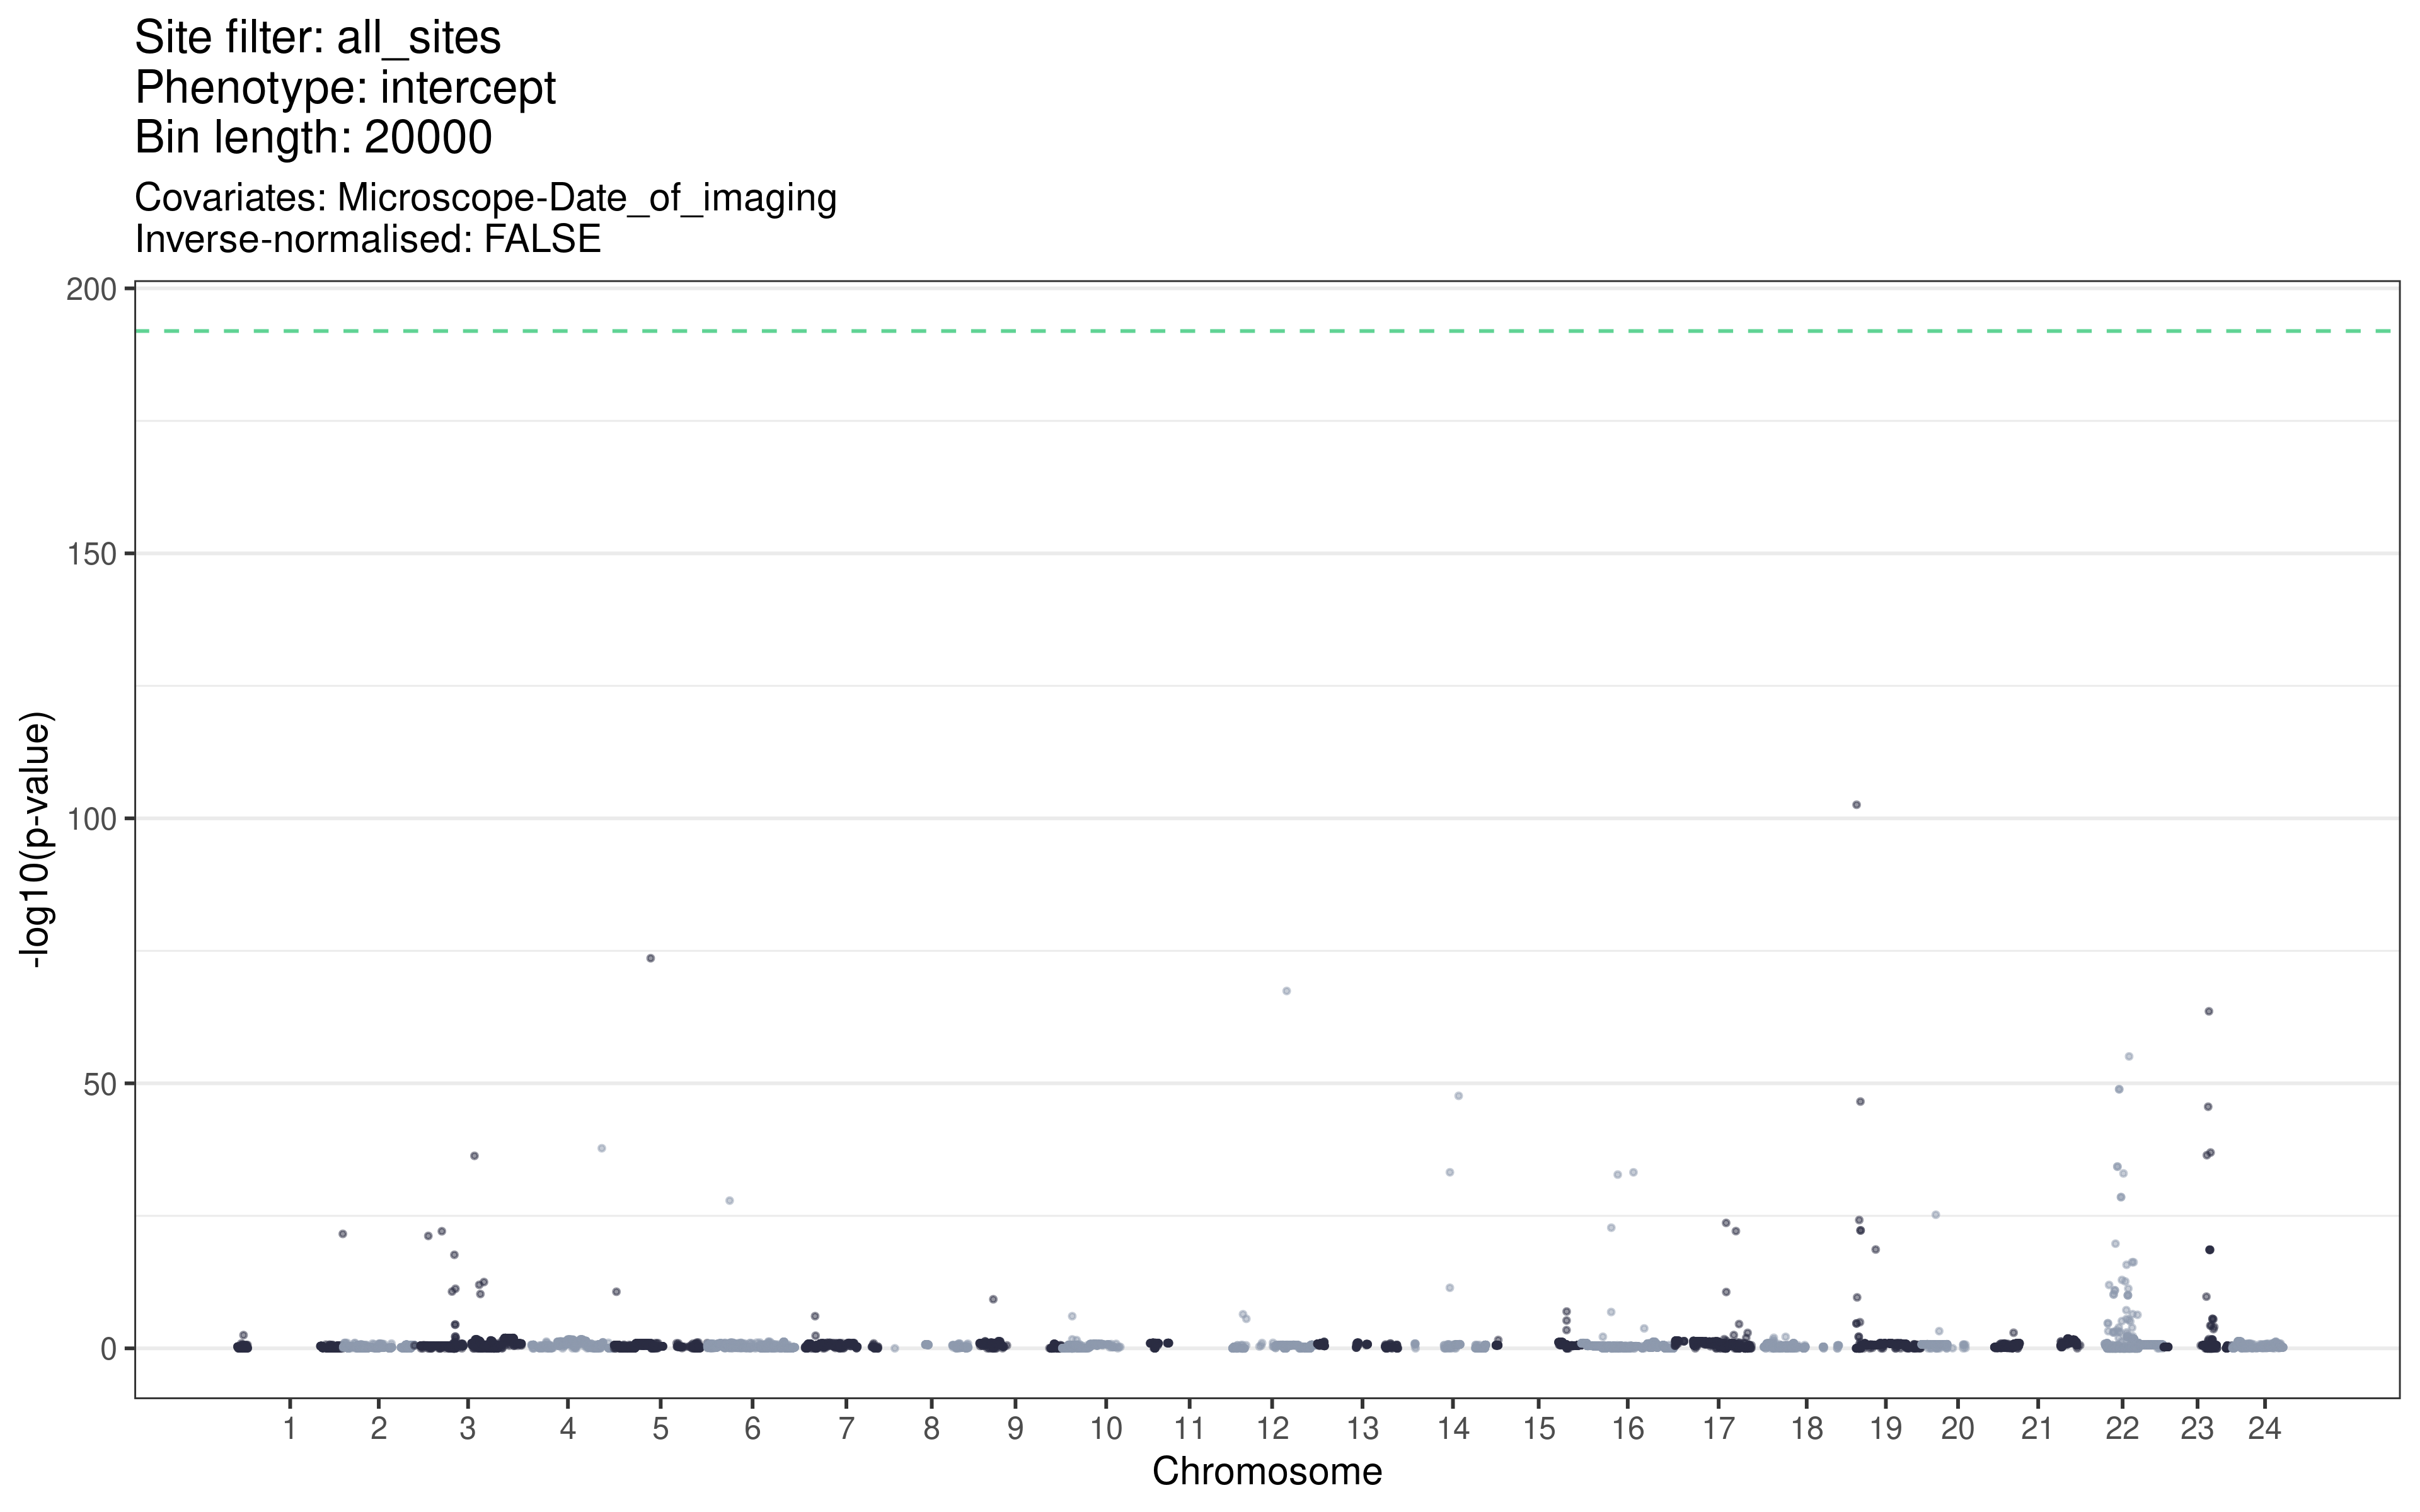 Site filter: all_sites
Phenotype: intercept
Bin length: 20000
Covariates: Microscope-Date_of_imaging
Inverse-normalised: FALSE
200
150
100
50
0
-log10(p-value)
1 2 3 4 5 6 7 8 9 10 11 12 13 14 15 16 17 18 19 20 21 22 23 24
Chromosome